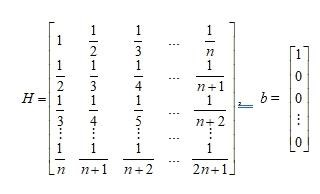 H = [ 1 1/2 1/3 ... 1/n
1/2 1/3 1/4 ... 1/n+1
1/3 1/4 1/5 ... 1/n+2
⋮ ⋮ ⋮ ... ⋮
1/n 1/n+1 1/n+2 ... 1/2n+1 ] , b = [ 1 0 0 ⋮ 0 ]